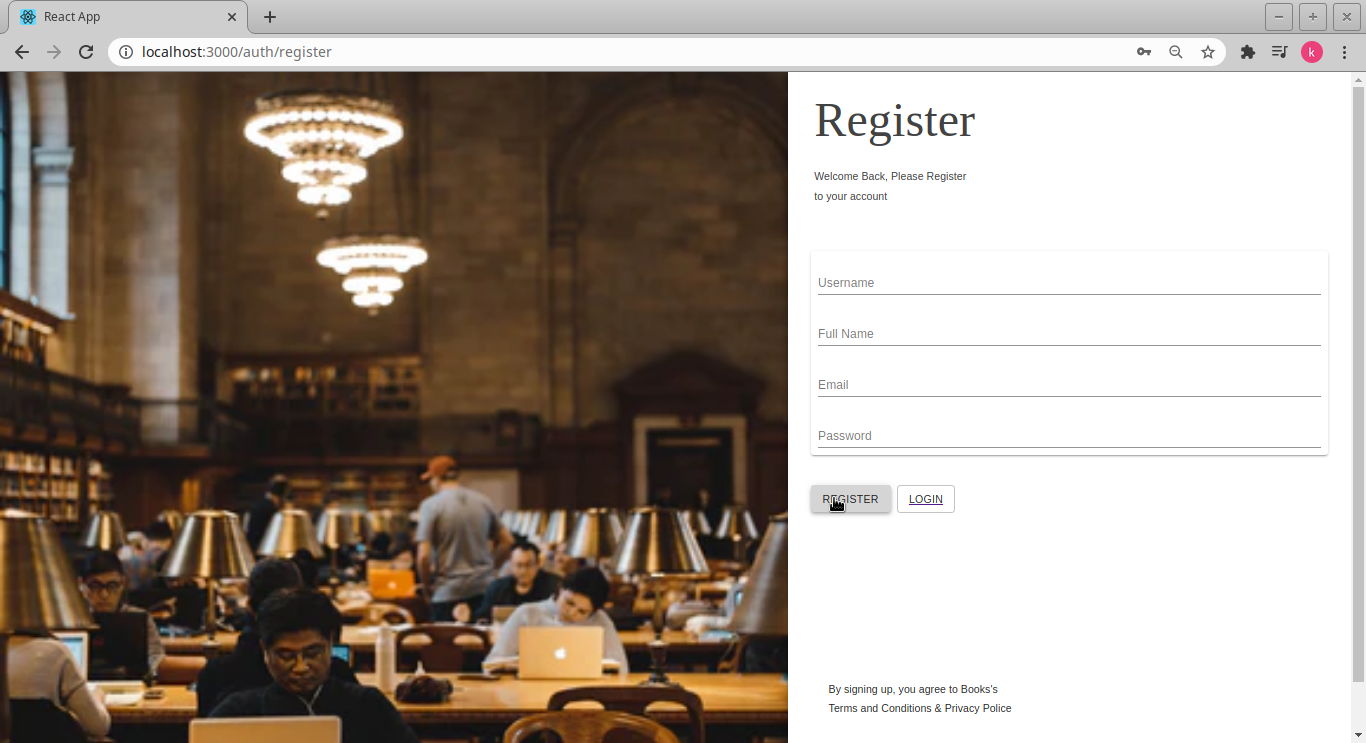 React App
localhost:3000/auth/register
k
Register
Welcome Back, Please Register
to your account
Username
Full Name
Email
Password
REGISTER
LOGIN
By signing up, you agree to Books's
Terms and Conditions & Privacy Policy